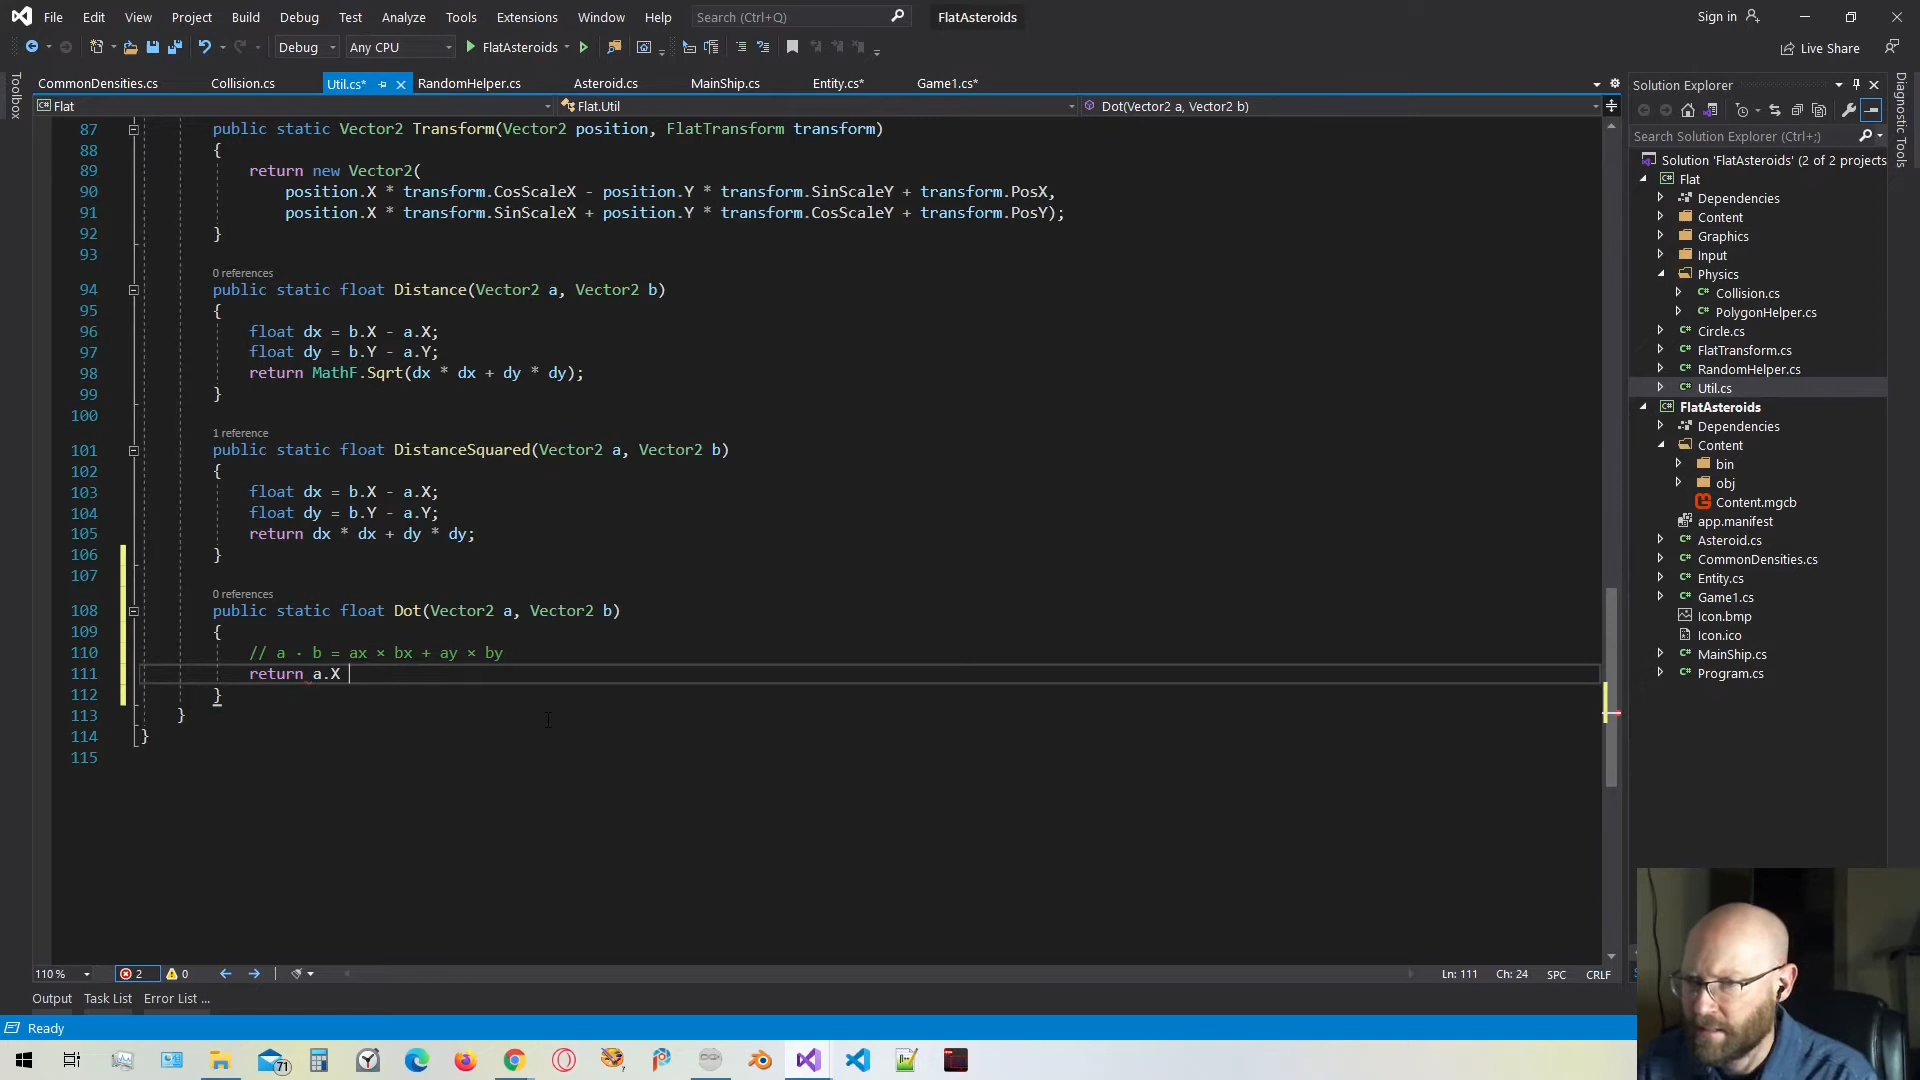 File Edit View Project Build Debug Test Analyze Tools Extensions Window Help Search (Ctrl+Q) FlatAsteroids Sign in
Debug Any CPU FlatAsteroids Live Share
CommonDensities.cs Collision.cs Util.cs* RandomHelper.cs Asteroid.cs MainShip.cs Entity.cs* Game1.cs*
Flat Flat.Util Dot(Vector2 a, Vector2 b)
87 public static Vector2 Transform(Vector2 position, FlatTransform transform)
88 {
89 return new Vector2(
90 position.X * transform.CosScaleX - position.Y * transform.SinScaleY + transform.PosX,
91 position.X * transform.SinScaleX + position.Y * transform.CosScaleY + transform.PosY);
92 }
93
0 references
94 public static float Distance(Vector2 a, Vector2 b)
95 {
96 float dx = b.X - a.X;
97 float dy = b.Y - a.Y;
98 return MathF.Sqrt(dx * dx + dy * dy);
99 }
100
1 reference
101 public static float DistanceSquared(Vector2 a, Vector2 b)
102 {
103 float dx = b.X - a.X;
104 float dy = b.Y - a.Y;
105 return dx * dx + dy * dy;
106 }
107
0 references
108 public static float Dot(Vector2 a, Vector2 b)
109 {
110 // a · b = ax × bx + ay × by
111 return a.X
112 }
113 }
114 }
115
110 % 2 0 Ln: 111 Ch: 24 SPC CRLF
Output Task List Error List ...
Ready
71
Toolbox
Solution Explorer
Search Solution Explorer (Ctrl+;)
Solution 'FlatAsteroids' (2 of 2 projects
Flat
Dependencies
Content
Graphics
Input
Physics
Collision.cs
PolygonHelper.cs
Circle.cs
FlatTransform.cs
RandomHelper.cs
Util.cs
FlatAsteroids
Dependencies
Content
bin
obj
Content.mgcb
app.manifest
Asteroid.cs
CommonDensities.cs
Entity.cs
Game1.cs
Icon.bmp
Icon.ico
MainShip.cs
Program.cs
Diagnostic Tools